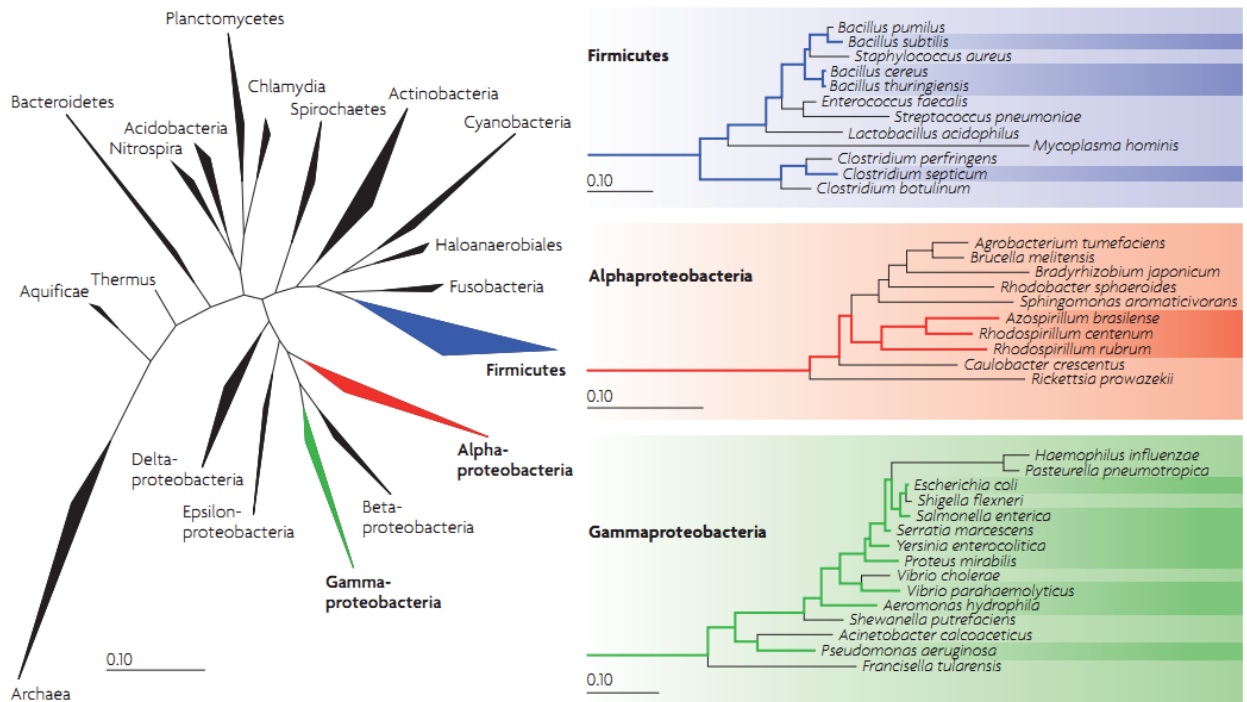 Planctomycetes
Chlamydia
Spirochaetes
Actinobacteria
Bacteroidetes
Acidobacteria
Nitrospira
Cyanobacteria
Haloanaerobiales
Thermus
Aquificae
Fusobacteria
Firmicutes
Alpha-
proteobacteria
Delta-
proteobacteria
Epsilon-
proteobacteria
Beta-
proteobacteria
Gamma-
proteobacteria
0.10
Archaea
Firmicutes
Bacillus pumilus
Bacillus subtilis
Staphylococcus aureus
Bacillus cereus
Bacillus thuringiensis
Enterococcus faecalis
Streptococcus pneumoniae
Lactobacillus acidophilus
Mycoplasma hominis
Clostridium perfringens
Clostridium septicum
Clostridium botulinum
0.10
Alphaproteobacteria
Agrobacterium tumefaciens
Brucella melitensis
Bradyrhizobium japonicum
Rhodobacter sphaeroides
Sphingomonas aromaticivorans
Azospirillum brasilense
Rhodospirillum centenum
Rhodospirillum rubrum
Caulobacter crescentus
Rickettsia prowazekii
0.10
Gammaproteobacteria
Haemophilus influenzae
Pasteurella pneumotropica
Escherichia coli
Shigella flexneri
Salmonella enterica
Serratia marcescens
Yersinia enterocolitica
Proteus mirabilis
Vibrio cholerae
Vibrio parahaemolyticus
Aeromonas hydrophila
Shewanella putrefaciens
Acinetobacter calcoaceticus
Pseudomonas aeruginosa
Francisella tularensis
0.10